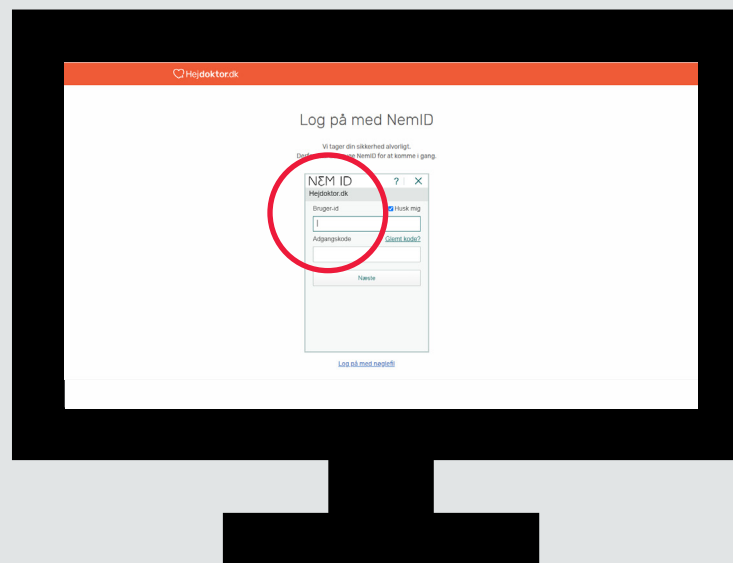 Hejdoktor.dk
Log på med NemID
Vi tager din sikkerhed alvorligt.
NemID for at komme i gang.
NEM ID ? X
Hejdoktor.dk
Bruger-id Husk mig
Adgangskode Glemt kode?
Næste
Log på med nøglefil